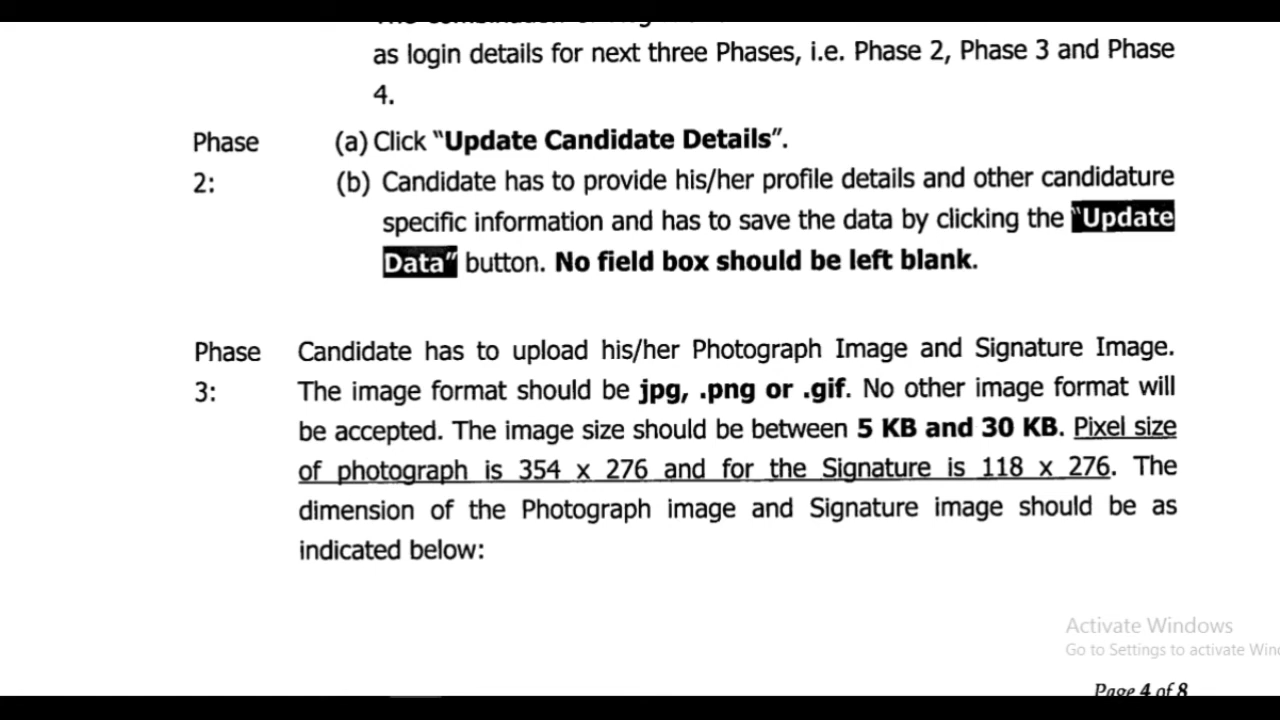 as login details for next three Phases, i.e. Phase 2, Phase 3 and Phase
4.
Phase (a) Click “Update Candidate Details”.
2: (b) Candidate has to provide his/her profile details and other candidature
specific information and has to save the data by clicking the “Update
Data” button. No field box should be left blank.
Phase Candidate has to upload his/her Photograph Image and Signature Image.
3: The image format should be jpg, .png or .gif. No other image format will
be accepted. The image size should be between 5 KB and 30 KB. Pixel size
of photograph is 354 x 276 and for the Signature is 118 x 276. The
dimension of the Photograph image and Signature image should be as
indicated below:
Activate Windows
Go to Settings to activate
Page 4 of 8